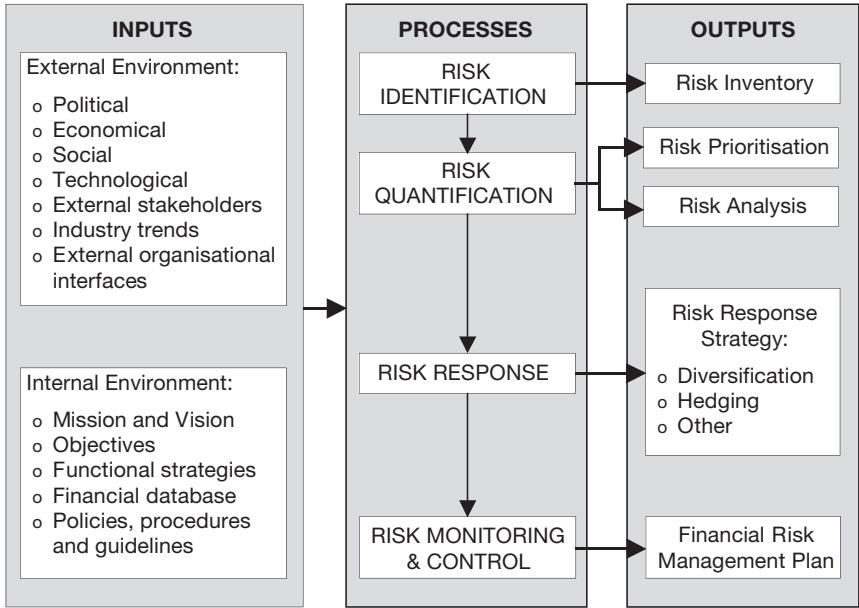 INPUTS
External Environment:
o Political
o Economical
o Social
o Technological
o External stakeholders
o Industry trends
o External organisational
interfaces
Internal Environment:
o Mission and Vision
o Objectives
o Functional strategies
o Financial database
o Policies, procedures
and guidelines
PROCESSES
RISK
IDENTIFICATION
RISK
QUANTIFICATION
RISK RESPONSE
RISK MONITORING
& CONTROL
OUTPUTS
Risk Inventory
Risk Prioritisation
Risk Analysis
Risk Response
Strategy:
o Diversification
o Hedging
o Other
Financial Risk
Management Plan